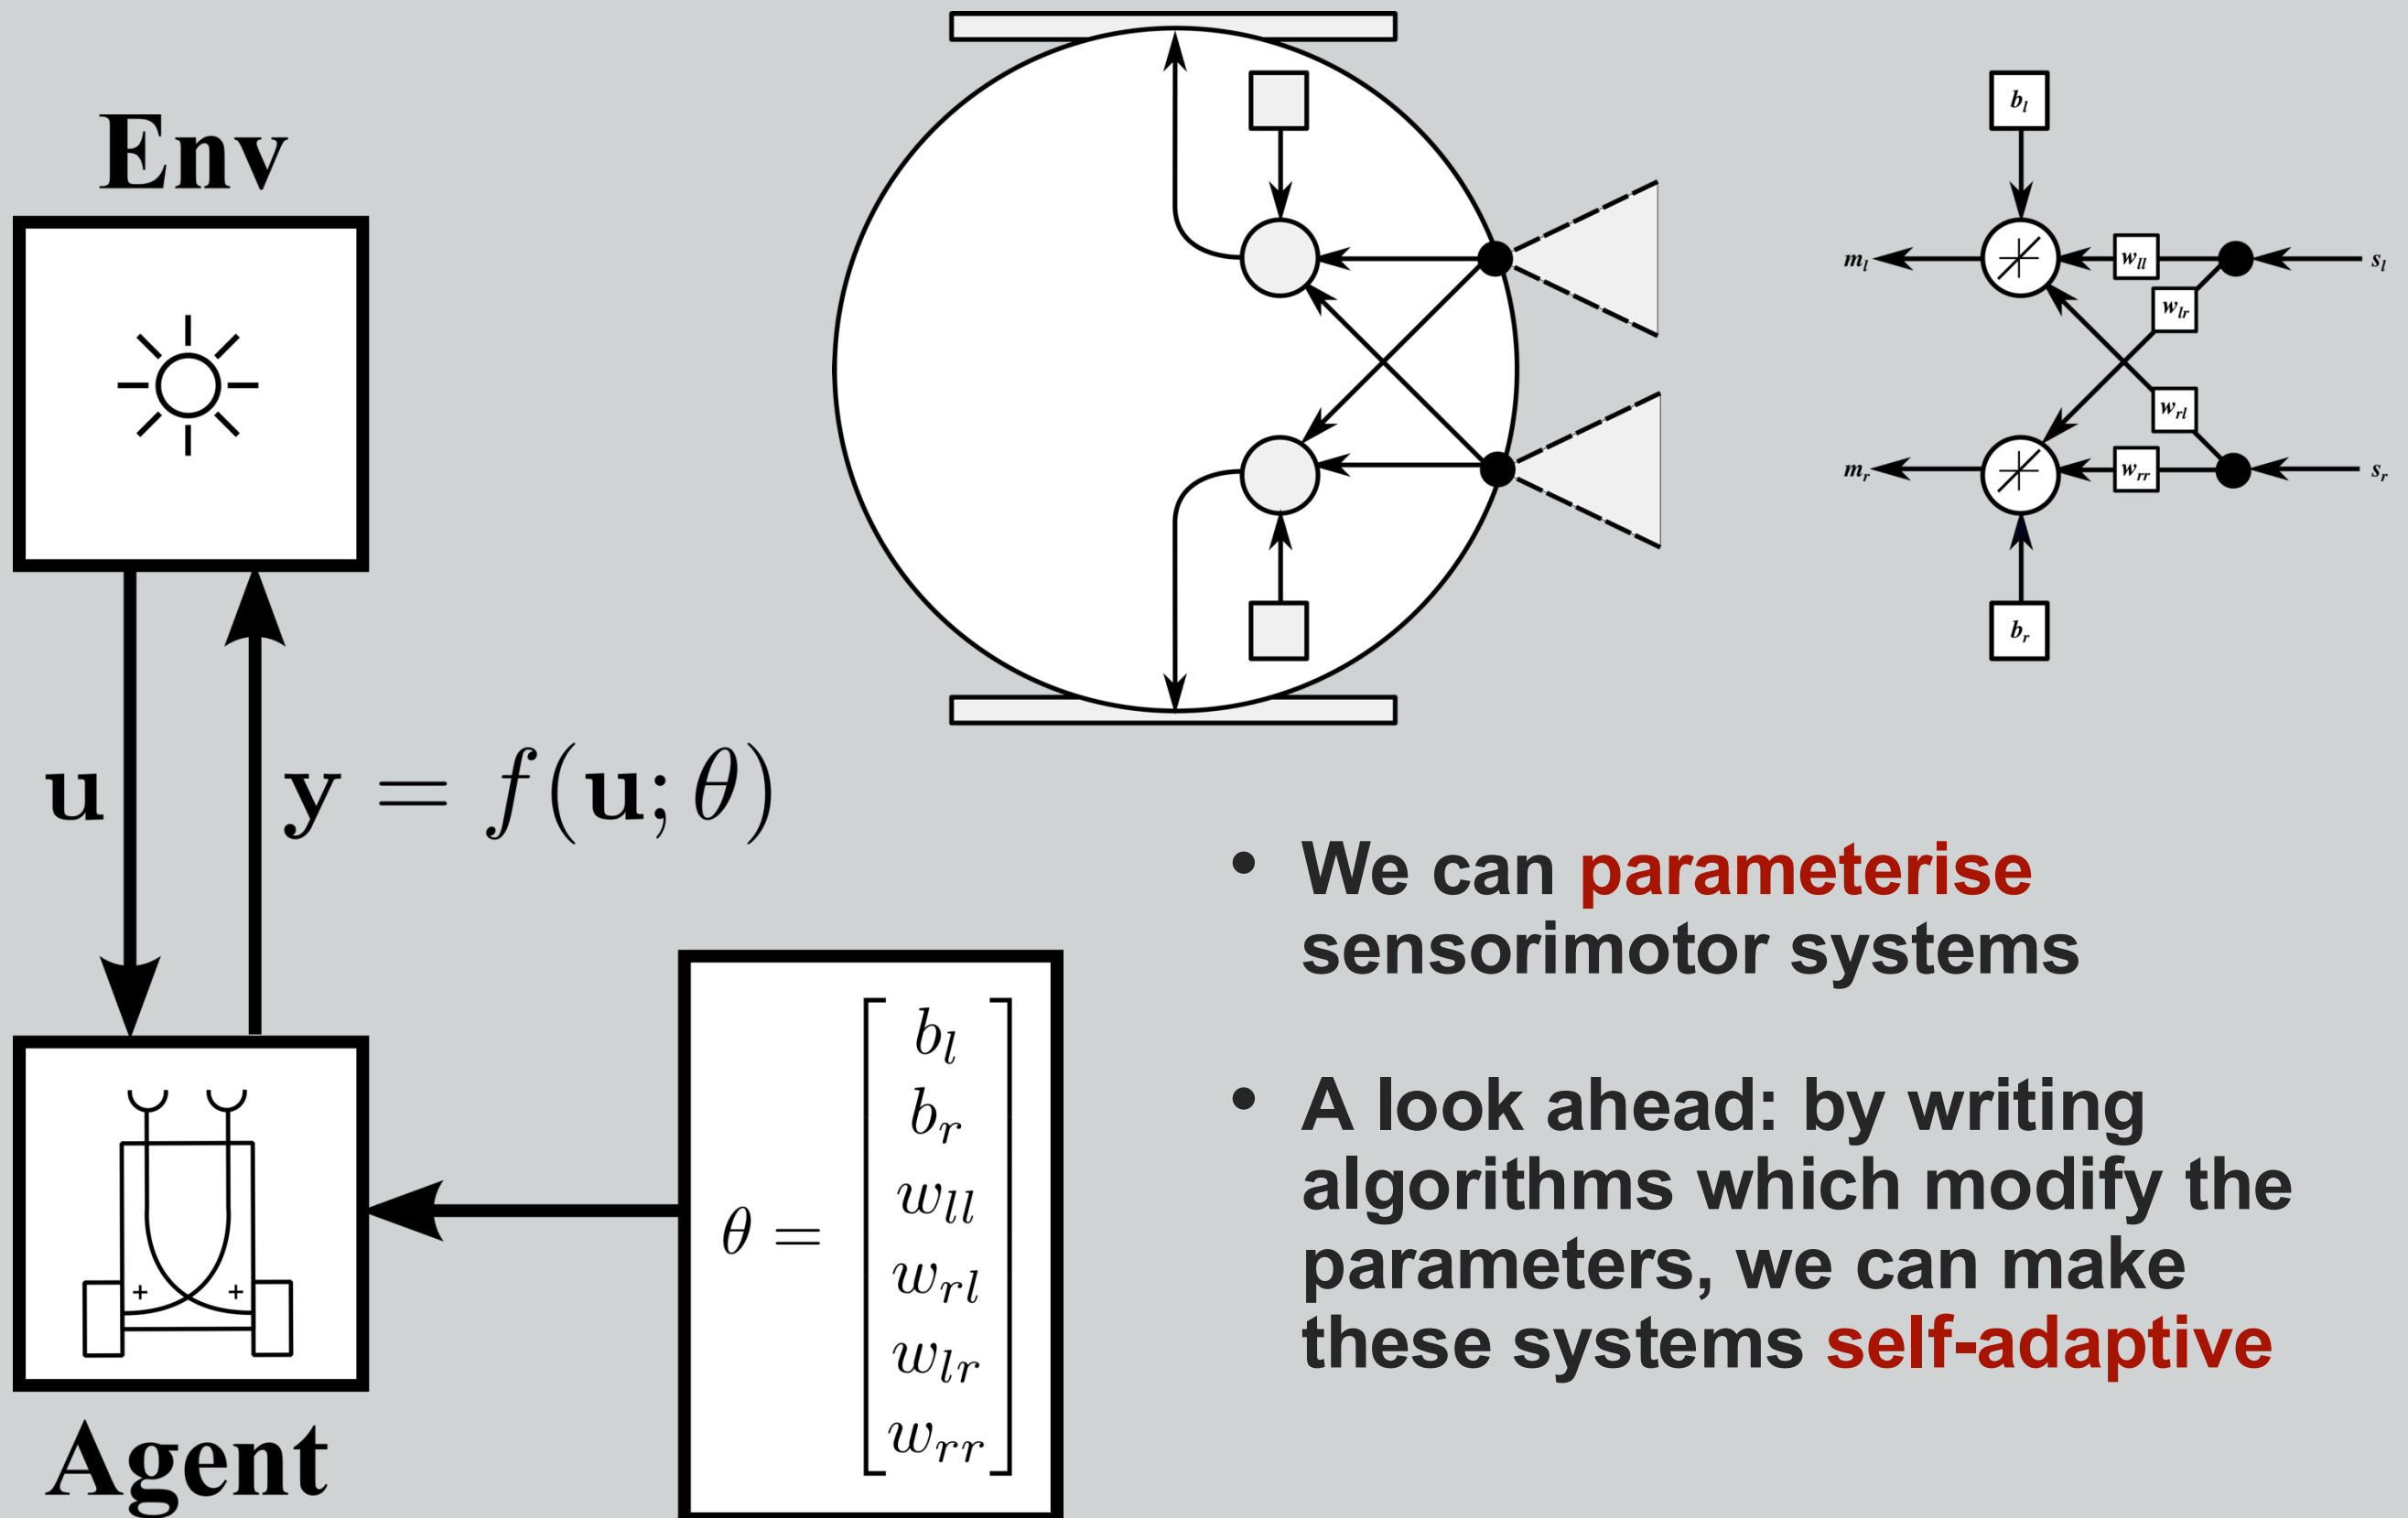 Env
u
y = f(u; θ)
θ =
b_l
b_r
w_ll
w_rl
w_lr
w_rr
Agent
+ +
b_l
m_l w_ll s_l
w_lr
w_rl
m_r w_rr s_r
b_r
• We can parameterise
sensorimotor systems
• A look ahead: by writing
algorithms which modify the
parameters, we can make
these systems self-adaptive